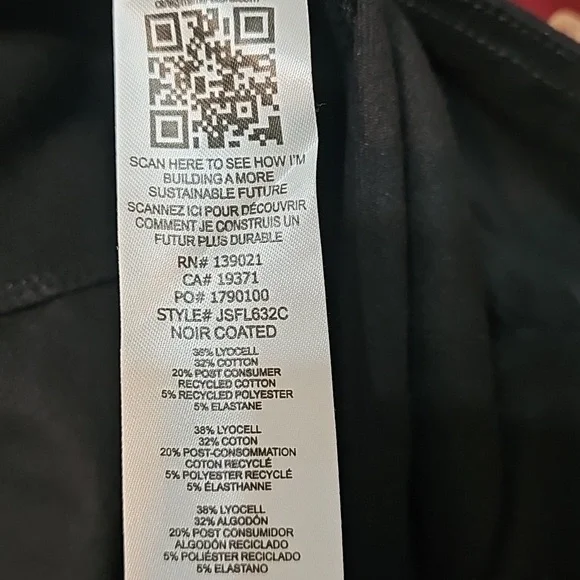 SCAN HERE TO SEE HOW I'M
BUILDING A MORE
SUSTAINABLE FUTURE
SCANNEZ ICI POUR DÉCOUVRIR
COMMENT JE CONSTRUIS UN
FUTUR PLUS DURABLE
RN# 139021
CA# 19371
PO# 1790100
STYLE# JSFL632C
NOIR COATED
38% LYOCELL
32% COTTON
20% POST CONSUMER
RECYCLED COTTON
5% RECYCLED POLYESTER
5% ELASTANE
38% LYOCELL
32% COTON
20% POST-CONSOMMATION
COTON RECYCLÉ
5% POLYESTER RECYCLÉ
5% ÉLASTHANNE
38% LYOCELL
32% ALGODÓN
20% POST CONSUMIDOR
ALGODÓN RECICLADO
5% POLIÉSTER RECICLADO
5% ELASTANO